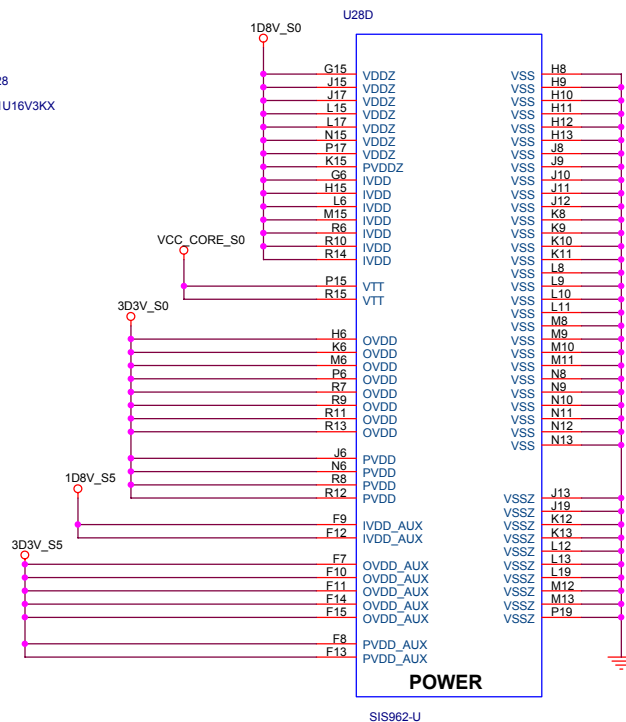 U28D
1D8V_S0
28
1U16V3KX
G15 VDDZ VSS H8
J15 VDDZ VSS H9
J17 VDDZ VSS H10
L15 VDDZ VSS H11
L17 VDDZ VSS H12
N15 VDDZ VSS H13
P17 VDDZ VSS J8
K15 PVDDZ VSS J9
G6 IVDD VSS J10
H15 IVDD VSS J11
L6 IVDD VSS J12
M15 IVDD VSS K8
R6 IVDD VSS K9
R10 IVDD VSS K10
R14 IVDD VSS K11
VCC_CORE_S0
VSS L8
P15 VTT VSS L9
R15 VTT VSS L10
VSS L11
3D3V_S0
VSS M8
H6 OVDD VSS M9
K6 OVDD VSS M10
M6 OVDD VSS M11
P6 OVDD VSS N8
R7 OVDD VSS N9
R9 OVDD VSS N10
R11 OVDD VSS N11
R13 OVDD VSS N12
VSS N13
J6 PVDD
N6 PVDD
R8 PVDD
1D8V_S5
R12 PVDD VSSZ J13
VSSZ J19
F9 IVDD_AUX VSSZ K12
F12 IVDD_AUX VSSZ K13
3D3V_S5
VSSZ L12
F7 OVDD_AUX VSSZ L13
F10 OVDD_AUX VSSZ L19
F11 OVDD_AUX VSSZ M12
F14 OVDD_AUX VSSZ M13
F15 OVDD_AUX VSSZ P19
F8 PVDD_AUX
F13 PVDD_AUX
POWER
SIS962-U